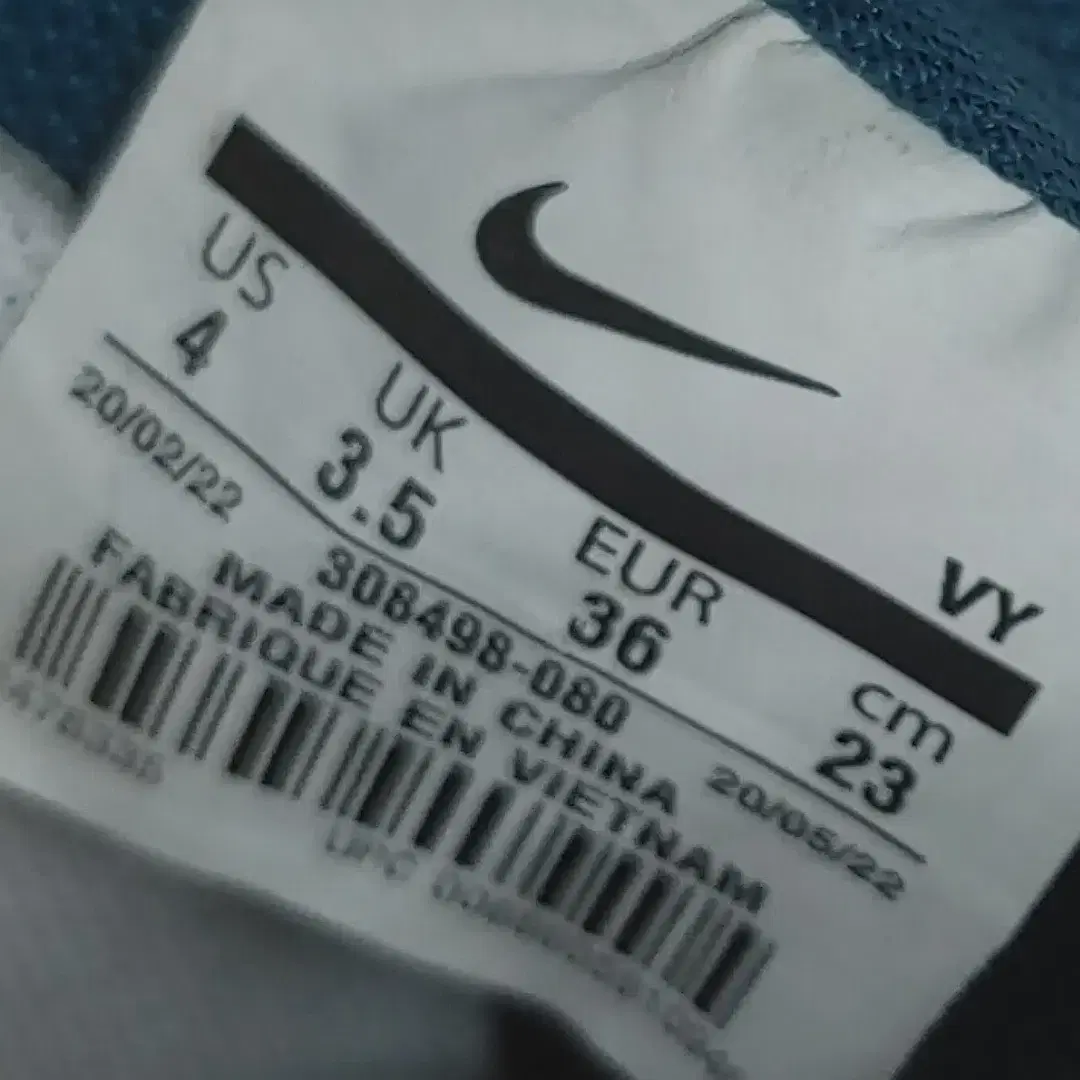 VY
US UK EUR cm
4 3.5 36 23
20/02/22 20/05/22
308498-080
MADE IN CHINA
FABRIQUE EN VIETNAM
UPC